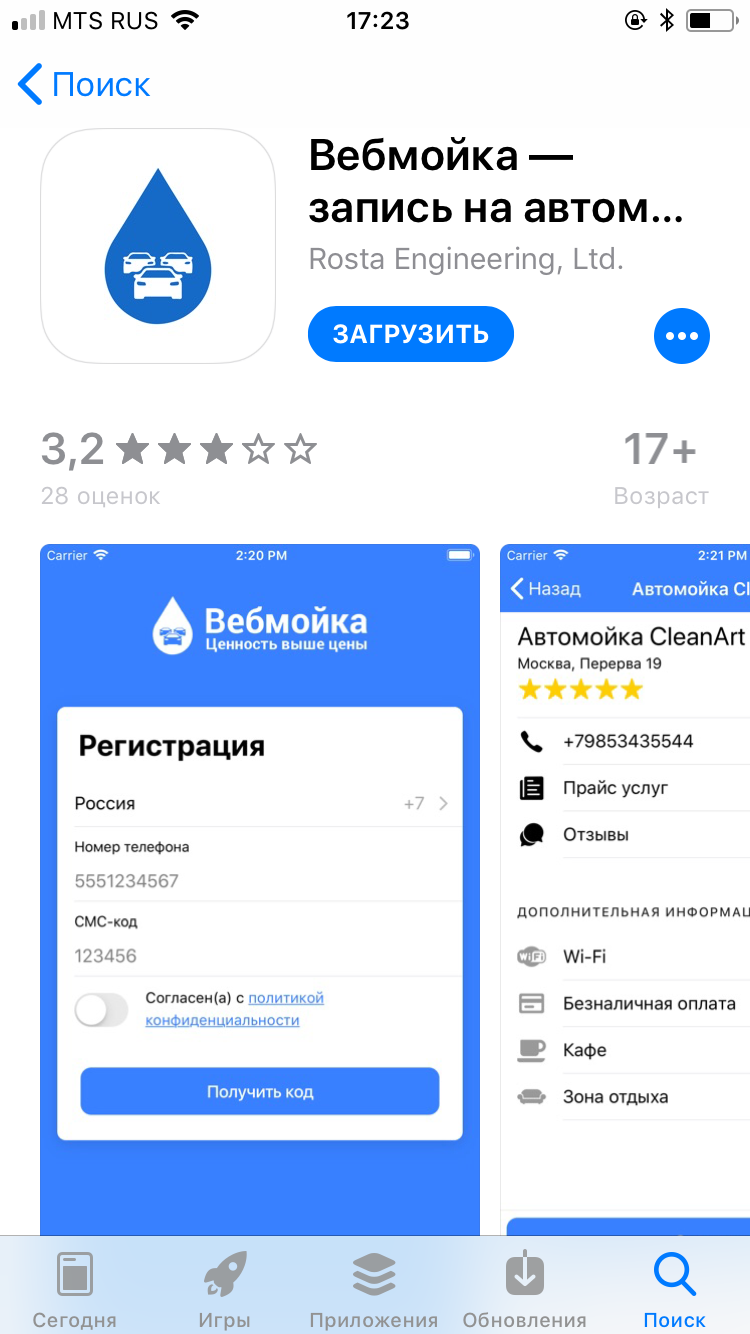 MTS RUS 17:23
Поиск
Вебмойка —
запись на автом...
Rosta Engineering, Ltd.
ЗАГРУЗИТЬ
3,2
17+
28 оценок
Возраст
Carrier 2:20 PM
Вебмойка
Ценность выше цены
Регистрация
Россия +7
Номер телефона
5551234567
СМС-код
123456
Согласен(а) с политикой
конфиденциальности
Получить код
Carrier 2:21 PM
Назад Автомойка Cl
Автомойка CleanArt
Москва, Перерва 19
+79853435544
Прайс услуг
Отзывы
ДОПОЛНИТЕЛЬНАЯ ИНФОРМАЦ
WiFi Wi-Fi
Безналичная оплата
Кафе
Зона отдыха
Сегодня Игры Приложения Обновления Поиск